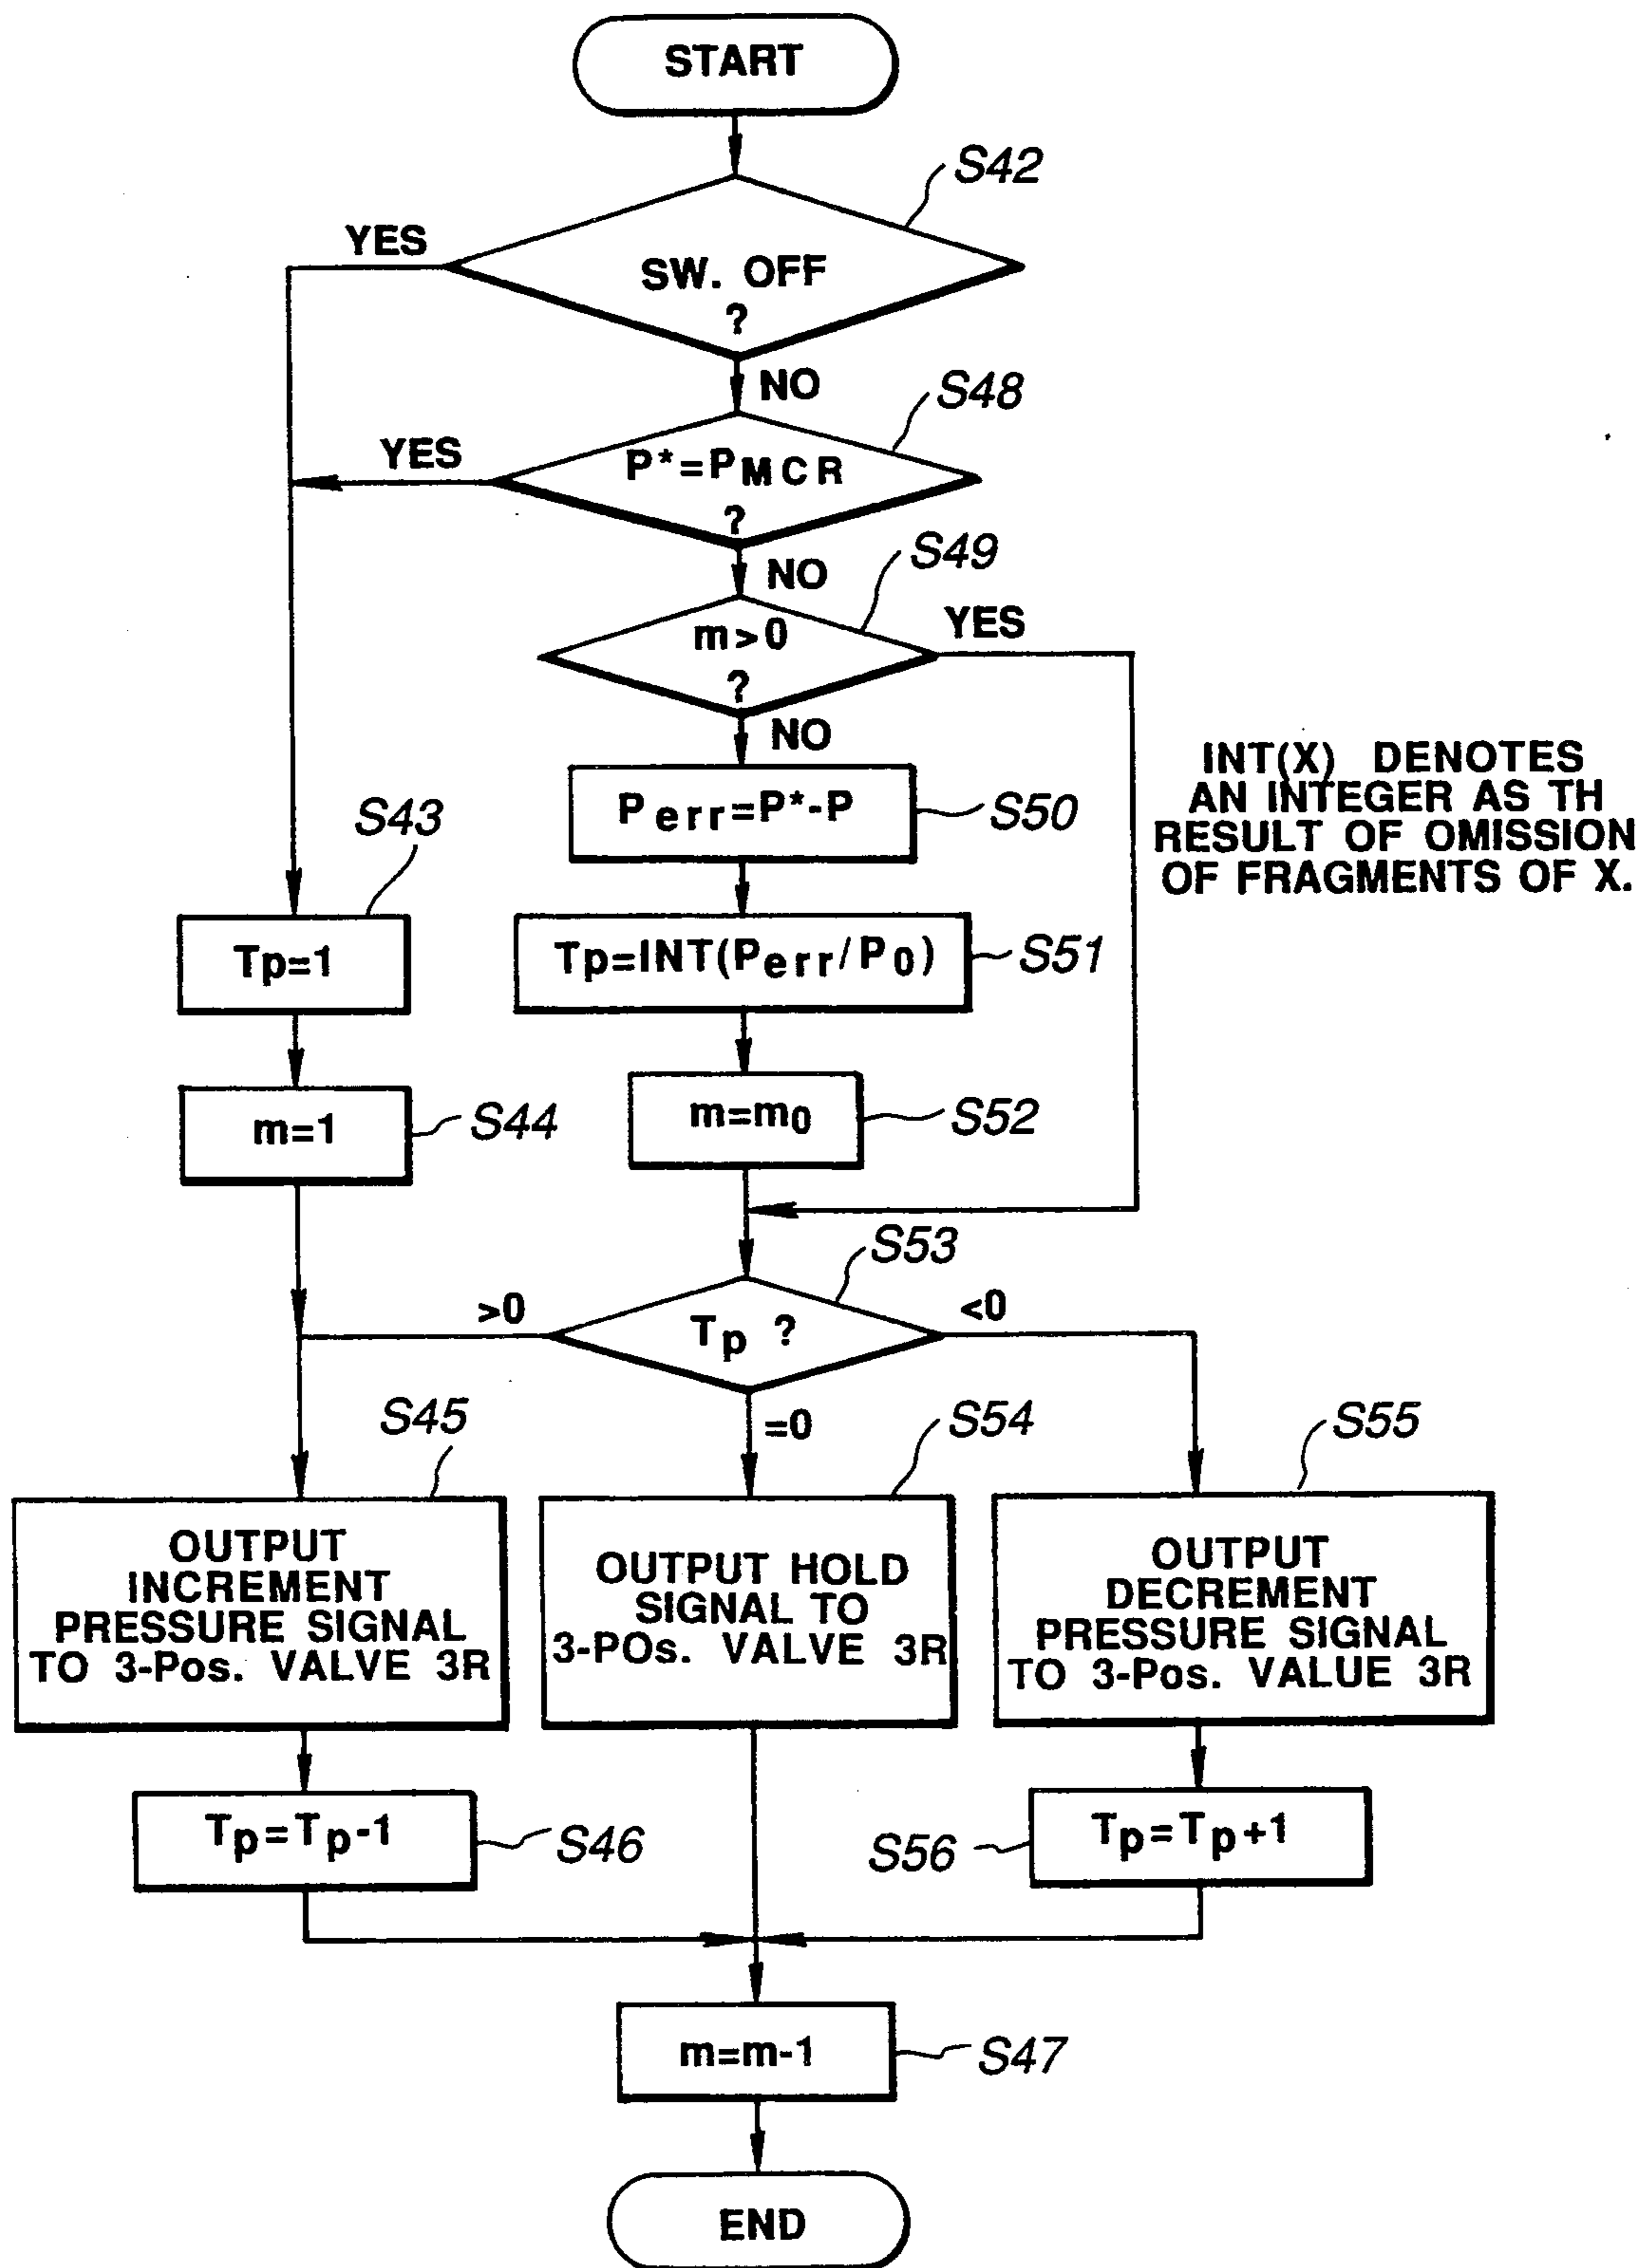 START
S42
YES
SW. OFF
?
NO
S48
YES
P*=PMCR
?
S49
NO
m>0
YES
?
NO
Perr=P*-P
S50
INT(X) DENOTES
AN INTEGER AS TH
RESULT OF OMISSION
OF FRAGMENTS OF X.
S43
Tp=1
Tp=INT(Perr/P0)
S51
m=1
S44
m=m0
S52
S53
>0
Tp ?
<0
S45
=0
S54
S55
OUTPUT
INCREMENT
PRESSURE SIGNAL
TO 3-Pos. VALVE 3R
OUTPUT HOLD
SIGNAL TO
3-POs. VALVE 3R
OUTPUT
DECREMENT
PRESSURE SIGNAL
TO 3-Pos. VALUE 3R
Tp=Tp-1
S46
S56
Tp=Tp+1
m=m-1
S47
END